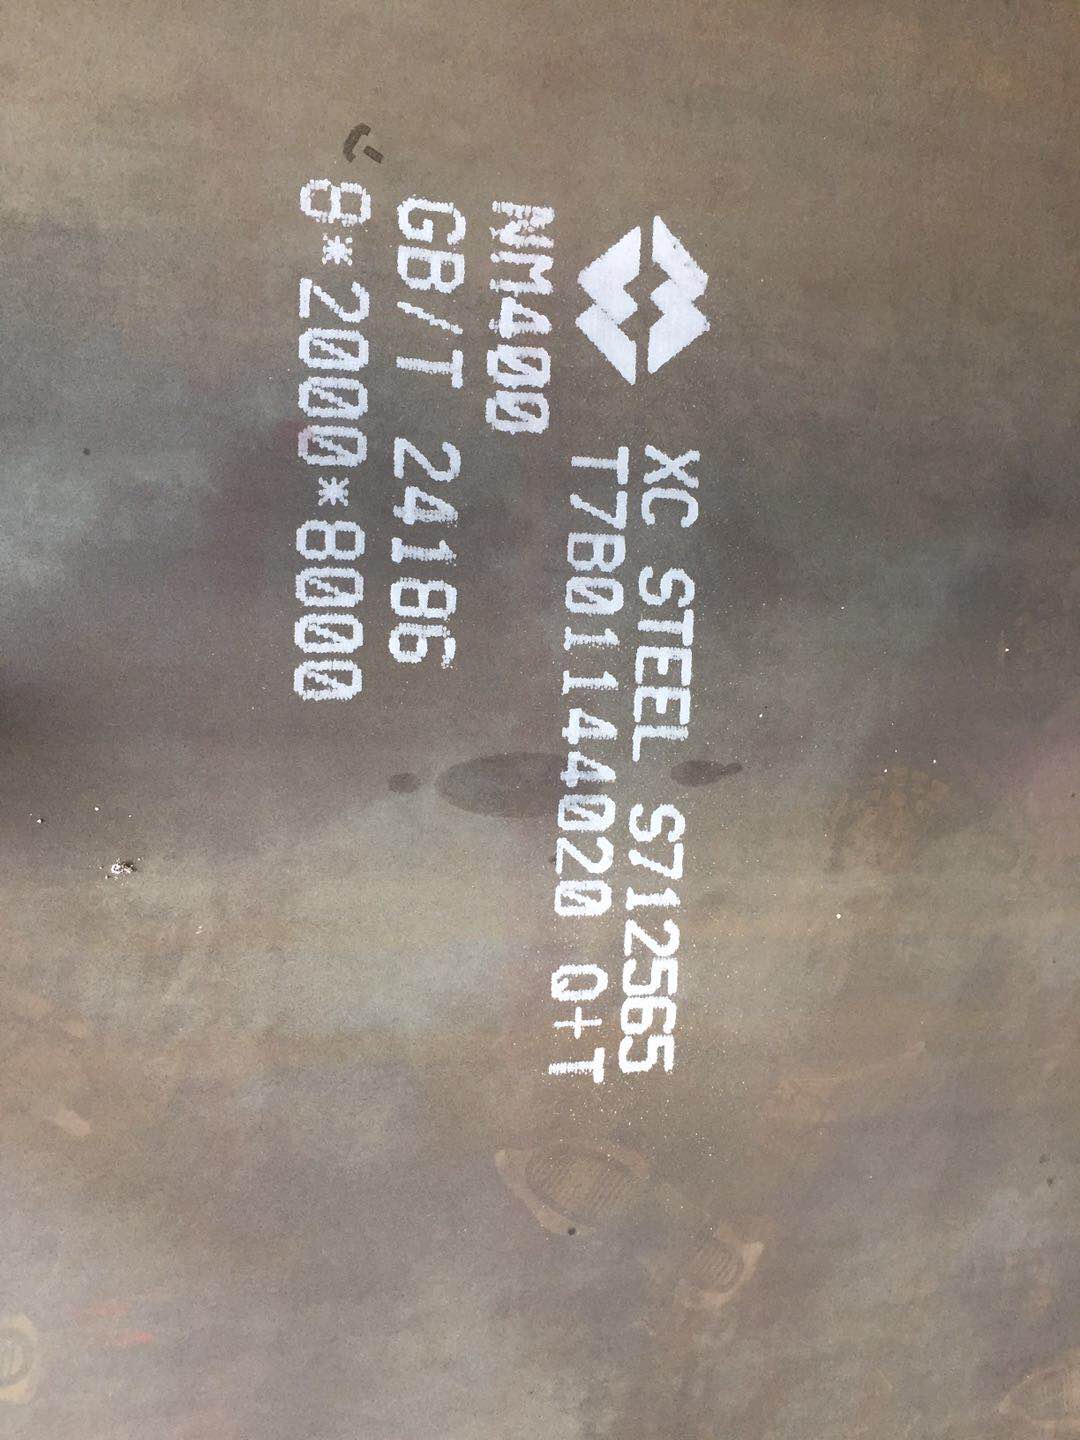 XC STEEL S712565
T7B01144020 Q+T
NM400
GB/T 24186
8*2000*8000